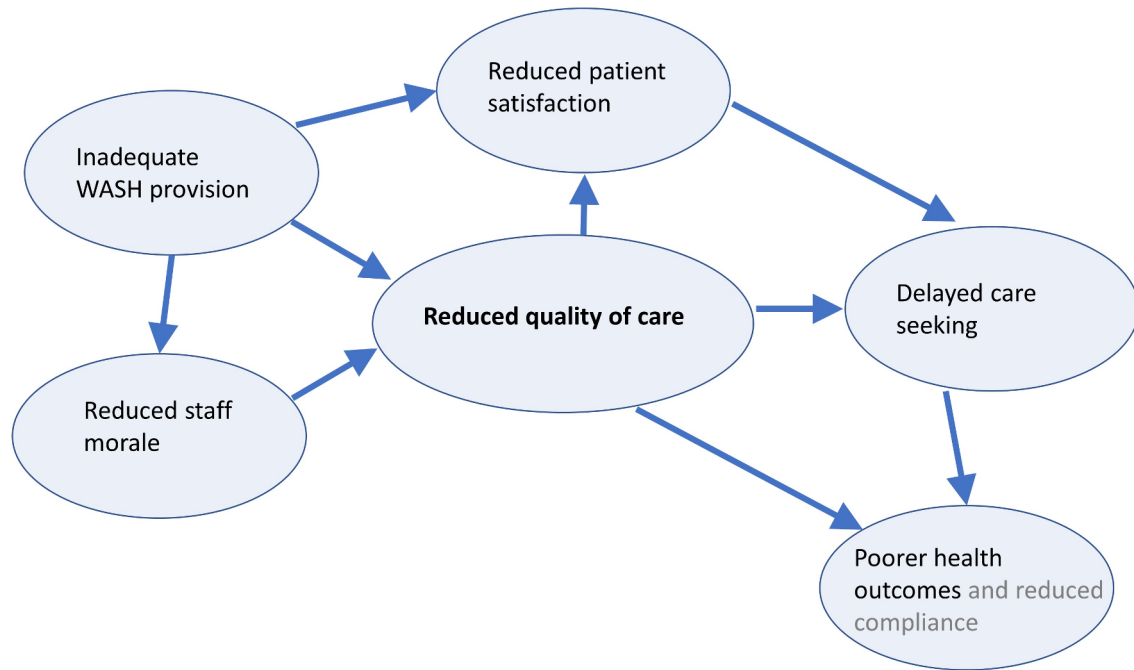 Reduced patient
satisfaction
Inadequate
WASH provision
Reduced quality of care
Delayed care
seeking
Reduced staff
morale
Poorer health
outcomes and reduced
compliance